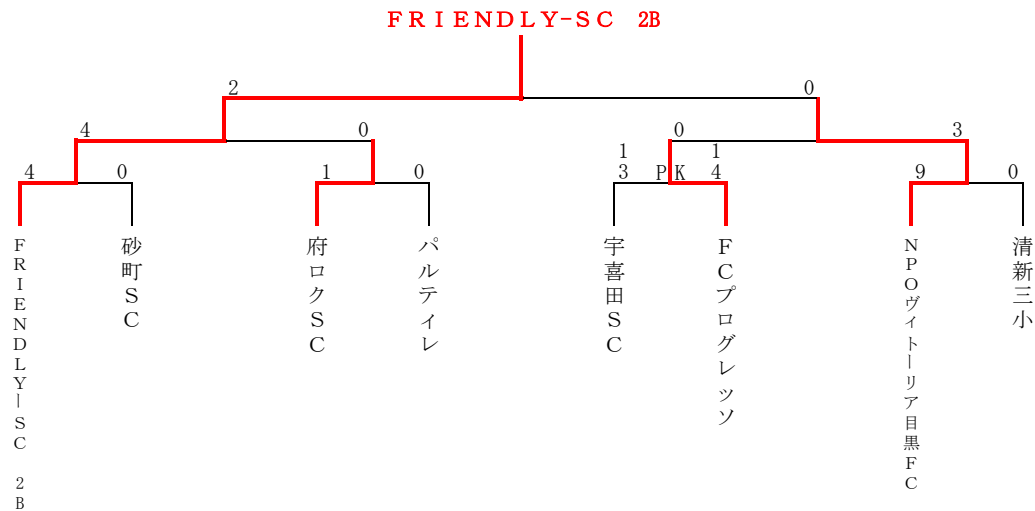 ＦＲＩＥＮＤＬＹ−ＳＣ 2B
2 0
4 0 0 3
1 1
4 0 1 0 3 ＰＫ 4 9 0
ＦＲＩＥＮＤＬＹ−ＳＣ 2B
砂町ＳＣ
府ロクＳＣ
パルティレ
宇喜田ＳＣ
ＦＣプログレッソ
ＮＰＯヴィトーリア目黒ＦＣ
清新三小